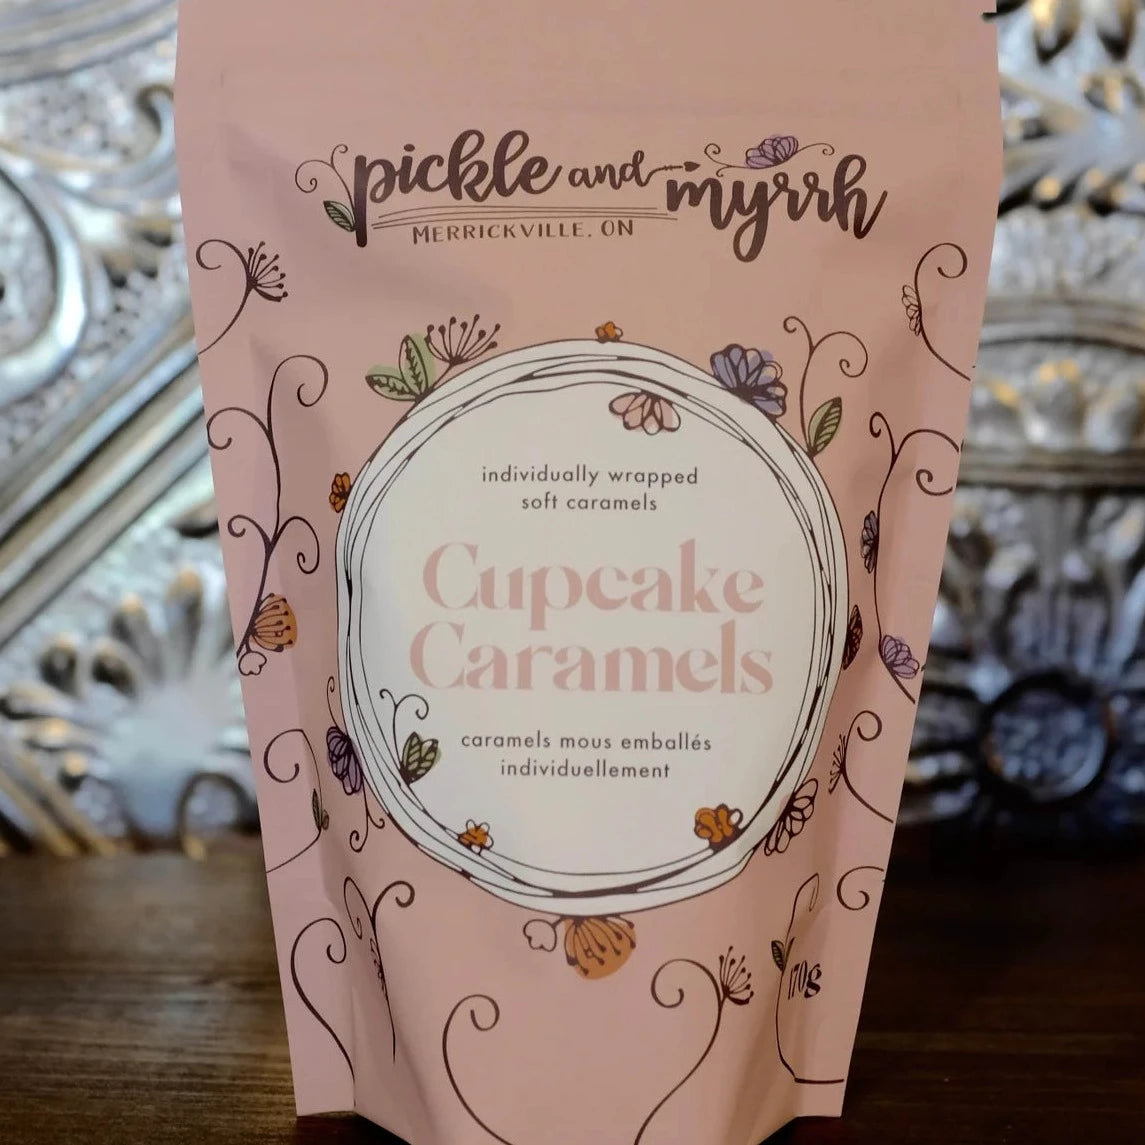 pickle and myrrh
MERRICKVILLE, ON
individually wrapped
soft caramels
Cupcake
Caramels
caramels mous emballés
individuellement
170g